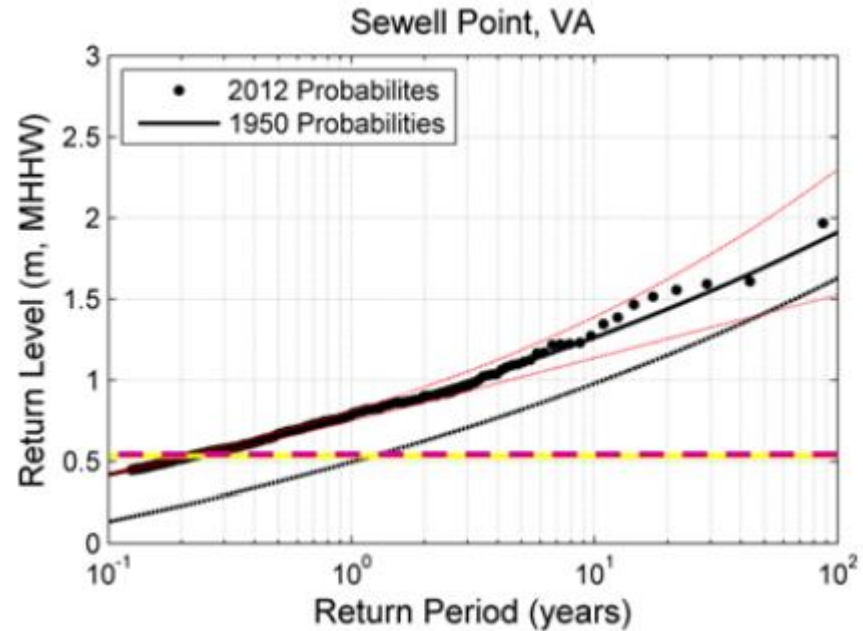 Sewell Point, VA
2012 Probabilites
1950 Probabilities
Return Level (m, MHHW)
3
2.5
2
1.5
1
0.5
0
10⁻¹
10⁰
10¹
10²
Return Period (years)